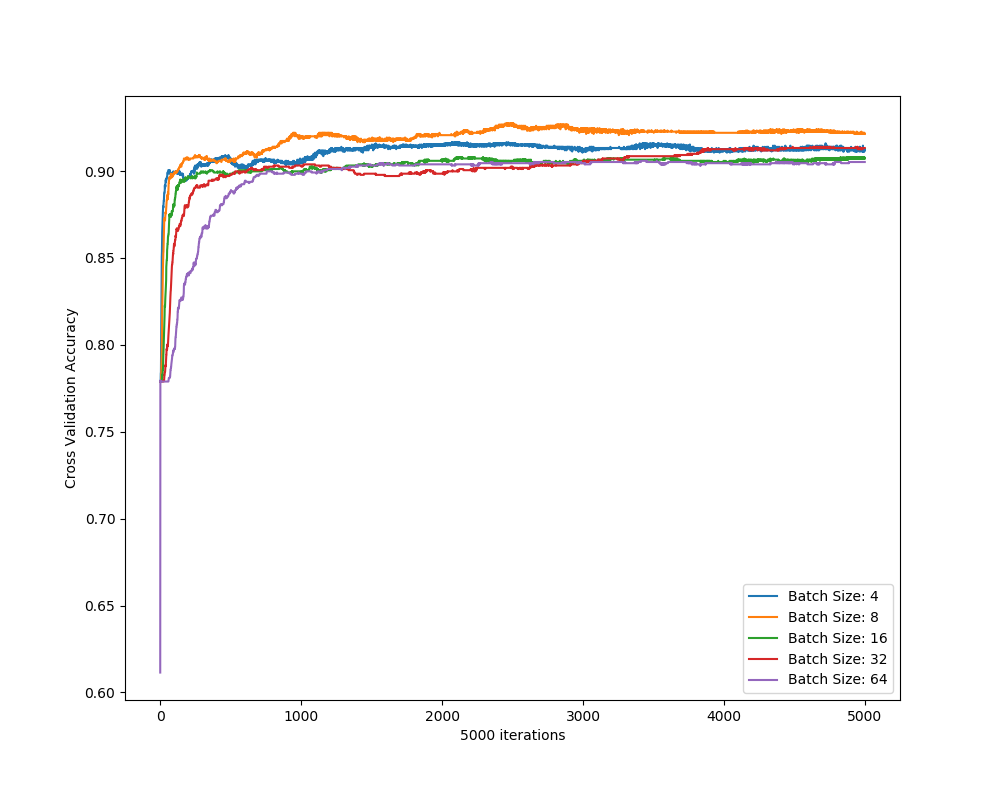 Cross Validation Accuracy
0.90
0.85
0.80
0.75
0.70
0.65
0.60
0
1000
2000
3000
4000
5000
5000 iterations
Batch Size: 4
Batch Size: 8
Batch Size: 16
Batch Size: 32
Batch Size: 64